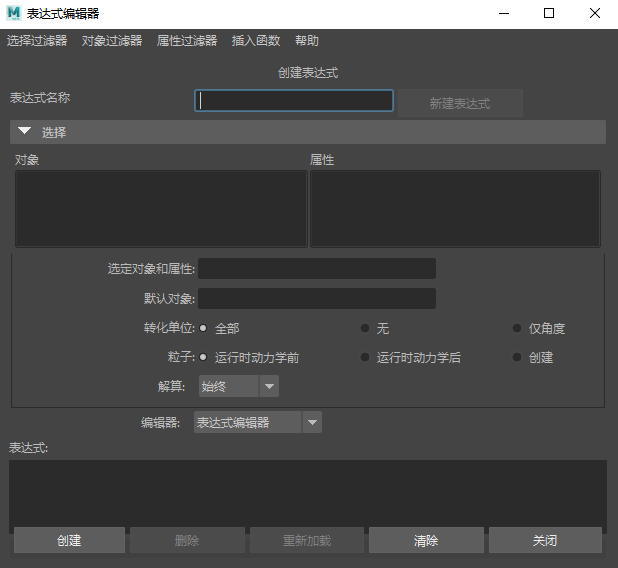 表达式编辑器
选择过滤器 对象过滤器 属性过滤器 插入函数 帮助
创建表达式
表达式名称 新建表达式
选择
对象 属性
选定对象和属性:
默认对象:
转化单位: 全部 无 仅角度
粒子: 运行时动力学前 运行时动力学后 创建
解算: 始终
编辑器: 表达式编辑器
表达式:
创建 删除 重新加载 清除 关闭